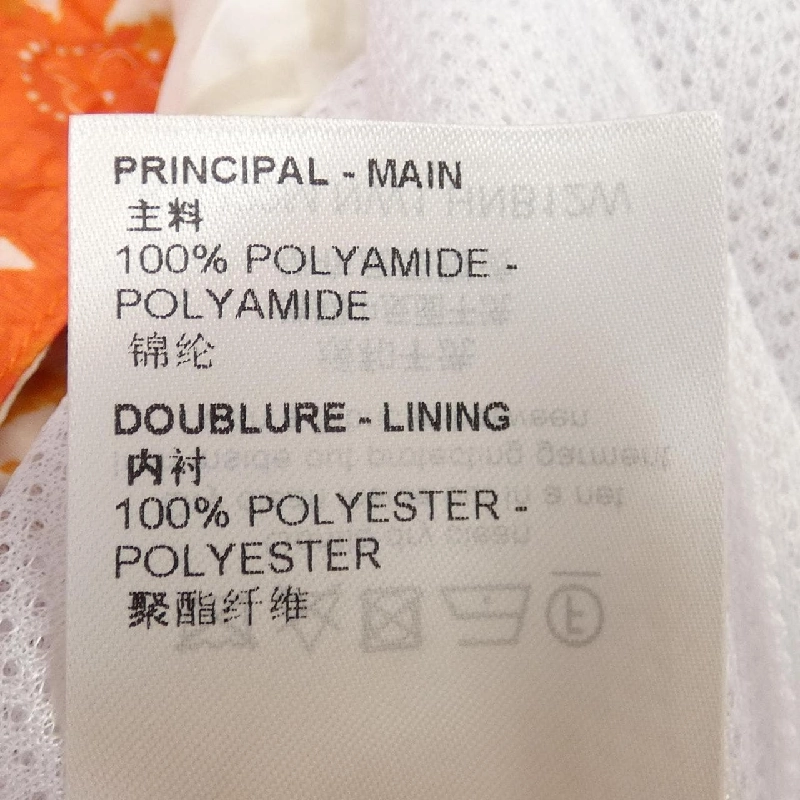 PRINCIPAL - MAIN
主料
100% POLYAMIDE -
POLYAMIDE
锦纶
DOUBLURE - LINING
内衬
100% POLYESTER -
POLYESTER
聚酯纤维